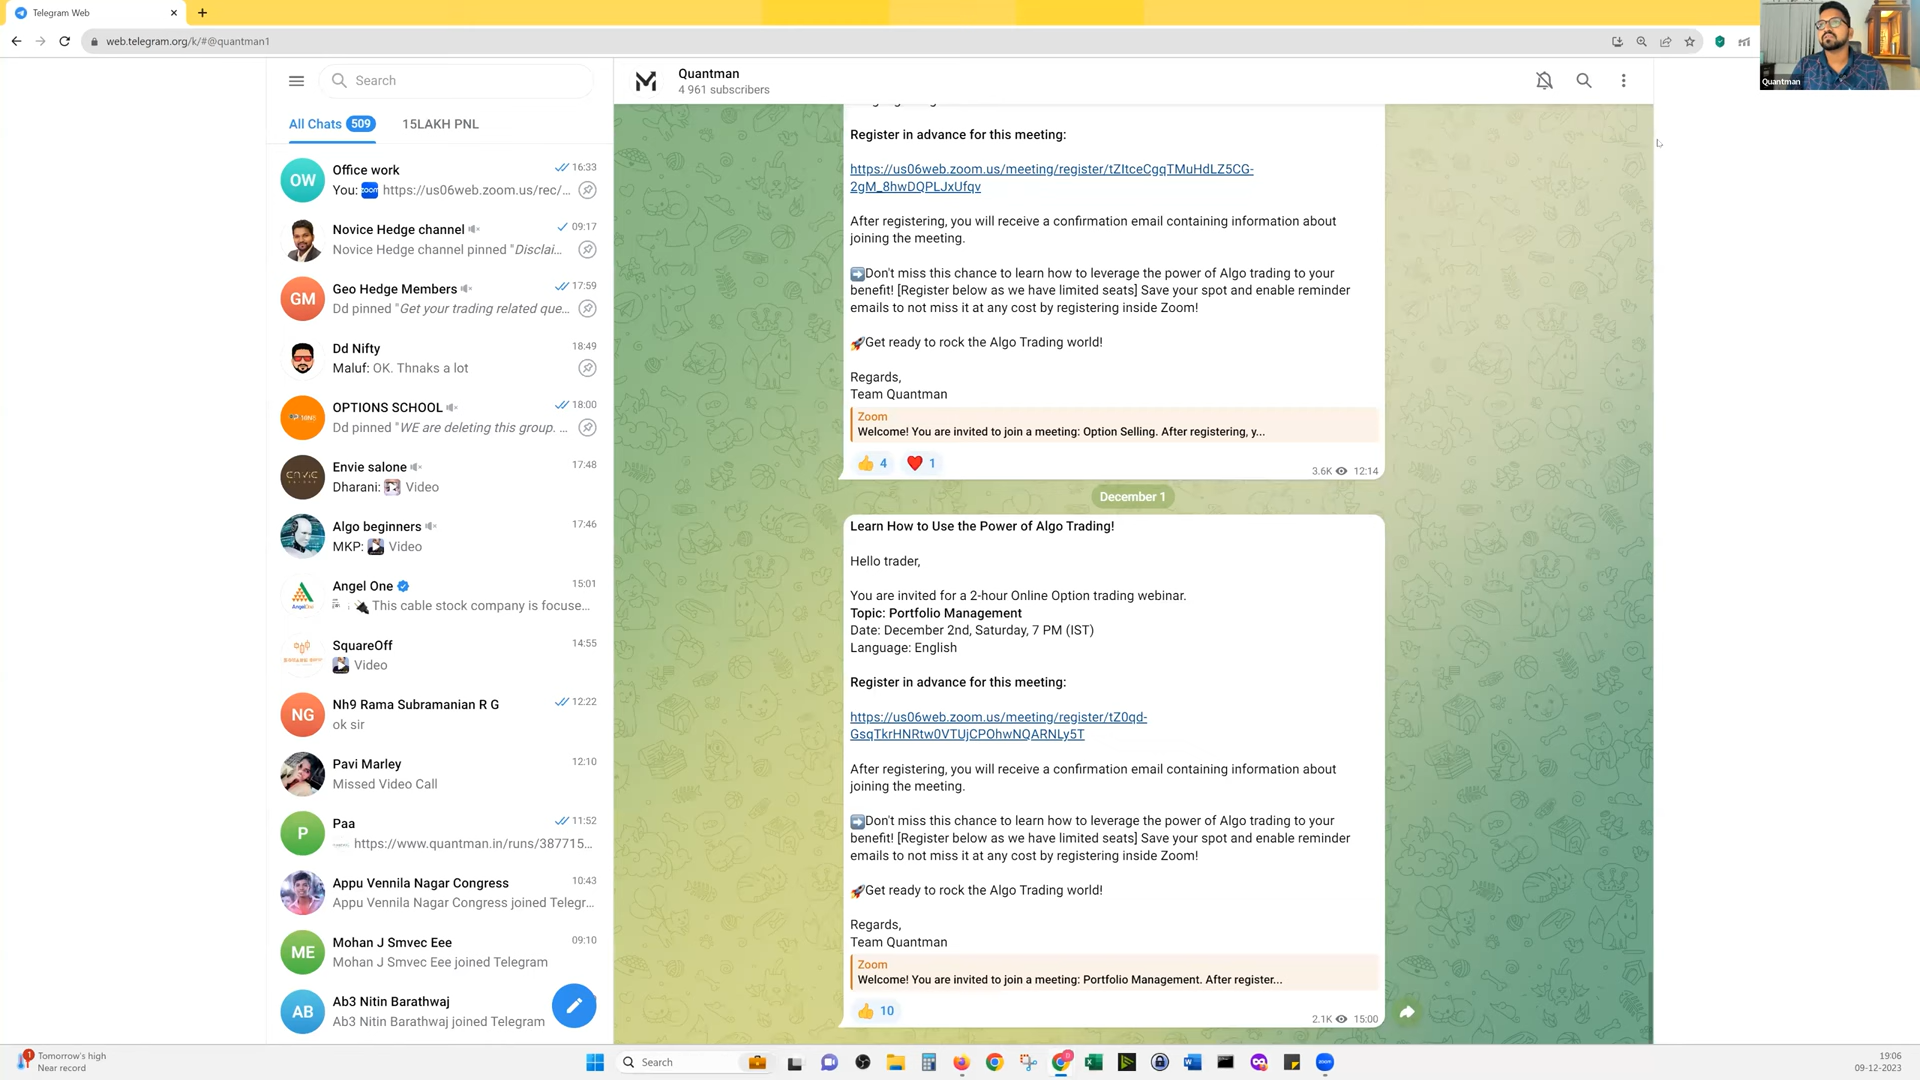 Telegram Web
web.telegram.org/k/#@quantman1
Quantman
Search
All Chats 509
15LAKH PNL
OW
Office work
16:33
You: zoom https://us06web.zoom.us/rec/...
Novice Hedge channel
09:17
Novice Hedge channel pinned "Disclai...
GM
Geo Hedge Members
17:59
Dd pinned "Get your trading related que...
Dd Nifty
18:49
Maluf: OK. Thnaks a lot
OPTIONS SCHOOL
18:00
Dd pinned "WE are deleting this group. ...
Envie salone
17:48
Dharani: Video
Algo beginners
17:46
MKP: Video
Angel One
15:01
This cable stock company is focuse...
SquareOff
14:55
Video
NG
Nh9 Rama Subramanian R G
12:22
ok sir
Pavi Marley
12:10
Missed Video Call
P
Paa
11:52
https://www.quantman.in/runs/387715...
Appu Vennila Nagar Congress
10:43
Appu Vennila Nagar Congress joined Telegr...
ME
Mohan J Smvec Eee
09:10
Mohan J Smvec Eee joined Telegram
AB
Ab3 Nitin Barathwaj
Ab3 Nitin Barathwaj joined Telegram
Quantman
4 961 subscribers
Register in advance for this meeting:
https://us06web.zoom.us/meeting/register/tZItceCgqTMuHdLZ5CG-
2gM_8hwDQPLJxUfqv
After registering, you will receive a confirmation email containing information about
joining the meeting.
➡️Don't miss this chance to learn how to leverage the power of Algo trading to your
benefit! [Register below as we have limited seats] Save your spot and enable reminder
emails to not miss it at any cost by registering inside Zoom!
🚀Get ready to rock the Algo Trading world!
Regards,
Team Quantman
Zoom
Welcome! You are invited to join a meeting: Option Selling. After registering, y...
👍 4 ❤️ 1
3.6K 12:14
December 1
Learn How to Use the Power of Algo Trading!
Hello trader,
You are invited for a 2-hour Online Option trading webinar.
Topic: Portfolio Management
Date: December 2nd, Saturday, 7 PM (IST)
Language: English
Register in advance for this meeting:
https://us06web.zoom.us/meeting/register/tZ0qd-
GsqTkrHNRtw0VTUjCPOhwNQARNLy5T
After registering, you will receive a confirmation email containing information about
joining the meeting.
➡️Don't miss this chance to learn how to leverage the power of Algo trading to your
benefit! [Register below as we have limited seats] Save your spot and enable reminder
emails to not miss it at any cost by registering inside Zoom!
🚀Get ready to rock the Algo Trading world!
Regards,
Team Quantman
Zoom
Welcome! You are invited to join a meeting: Portfolio Management. After register...
👍 10
2.1K 15:00
1
Tomorrow's high
Near record
Search
19:06
09-12-2023